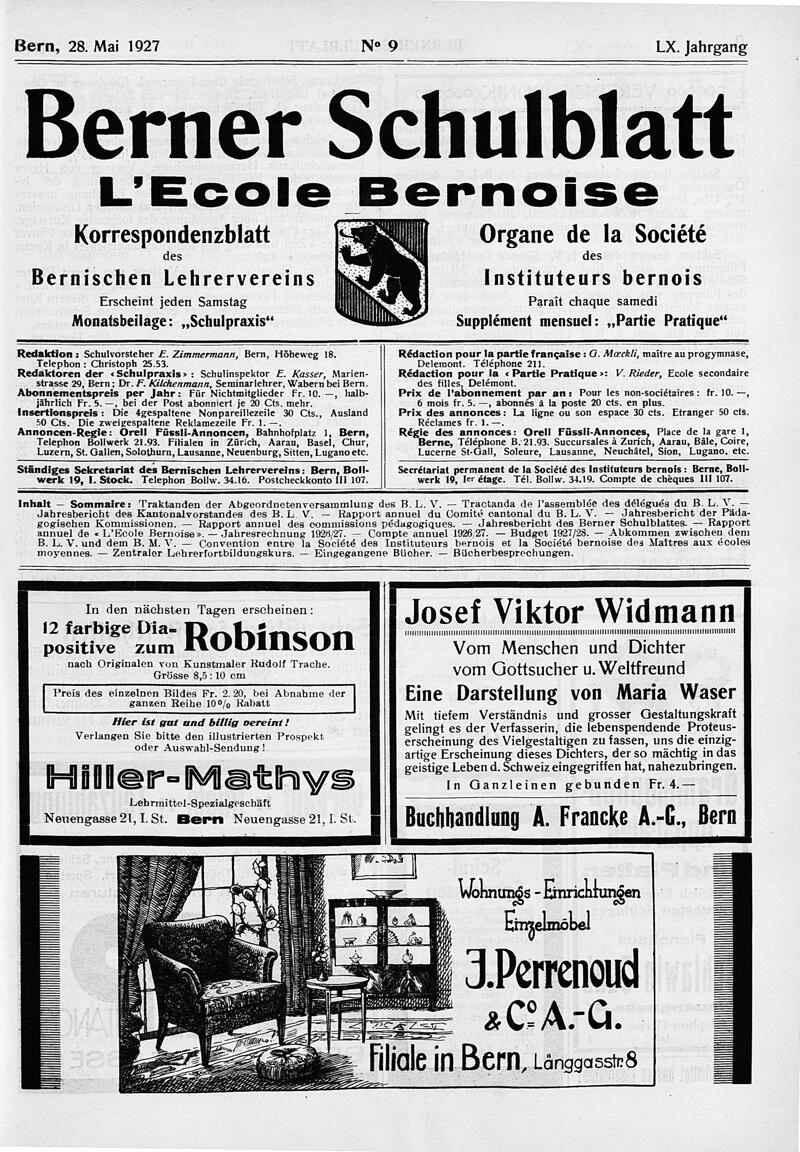 Bern, 28. Mai 1927 Nº 9 LX. Jahrgang
Berner Schulblatt
L'Ecole Bernoise
Korrespondenzblatt
des
Bernischen Lehrervereins
Erscheint jeden Samstag
Monatsbeilage: „Schulpraxis“
Organe de la Société
des
Instituteurs bernois
Paraît chaque samedi
Supplément mensuel: „Partie Pratique“
Redaktion: Schulvorsteher E. Zimmermann, Bern, Höheweg 18.
Telephon: Christoph 25.53.
Redaktoren der «Schulpraxis»: Schulinspektor E. Kasser, Marien-
strasse 29, Bern; Dr. F. Kilchenmann, Seminarlehrer, Wabern bei Bern.
Abonnementspreis per Jahr: Für Nichtmitglieder Fr. 10. —, halb-
jährlich Fr. 5. —, bei der Post abonniert je 20 Cts. mehr.
Insertionspreis: Die 4gespaltene Nonpareillezeile 30 Cts., Ausland
50 Cts. Die zweigespaltene Reklamezeile Fr. 1. —.
Annoncen-Regie: Orell Füssli-Annoncen, Bahnhofplatz 1, Bern,
Telephon Bollwerk 21.93. Filialen in Zürich, Aarau, Basel, Chur,
Luzern, St. Gallen, Solothurn, Lausanne, Neuenburg, Sitten, Lugano etc.
Ständiges Sekretariat des Bernischen Lehrervereins: Bern, Boll-
werk 19, I. Stock. Telephon Bollw. 34.16. Postcheckkonto III 107.
Rédaction pour la partie française: G. Mœckli, maître au progymnase,
Delémont. Téléphone 211.
Rédaction pour la «Partie Pratique»: V. Rieder, Ecole secondaire
des filles, Delémont.
Prix de l'abonnement par an: Pour les non-sociétaires: fr. 10. —,
6 mois fr. 5. —, abonnés à la poste 20 cts. en plus.
Prix des annonces: La ligne ou son espace 30 cts. Etranger 50 cts.
Réclames fr. 1. —.
Régie des annonces: Orell Füssli-Annonces, Place de la gare 1,
Berne, Téléphone B. 21.93. Succursales à Zurich, Aarau, Bâle, Coire,
Lucerne St-Gall, Soleure, Lausanne, Neuchâtel, Sion, Lugano. etc.
Secrétariat permanent de la Société des Instituteurs bernois: Berne, Boll-
werk 19, 1er étage. Tél. Bollw. 34.19. Compte de chèques III 107.
Inhalt — Sommaire: Traktanden der Abgeordnetenversammlung des B. L. V. — Tractanda de l'assemblée des délégués du B. L. V. —
Jahresbericht des Kantonalvorstandes des B. L. V. — Rapport annuel du Comité cantonal du B. L. V. — Jahresbericht der Päda-
gogischen Kommissionen. — Rapport annuel des commissions pédagogiques. — Jahresbericht des Berner Schulblattes. — Rapport
annuel de «L'Ecole Bernoise». — Jahresrechnung 1926/27. — Compte annuel 1926/27. — Budget 1927/28. — Abkommen zwischen dem
B. L. V. und dem B. M. V. — Convention entre la Société des Instituteurs bernois et la Société bernoise des Maîtres aux écoles
moyennes. — Zentraler Lehrerfortbildungskurs. — Eingegangene Bücher. — Bücherbesprechungen.
In den nächsten Tagen erscheinen:
12 farbige Dia-
positive zum Robinson
nach Originalen von Kunstmaler Rudolf Trache.
Grösse 8,5 : 10 cm
Preis des einzelnen Bildes Fr. 2.20, bei Abnahme der
ganzen Reihe 10% Rabatt
Hier ist gut und billig vereint!
Verlangen Sie bitte den illustrierten Prospekt
oder Auswahl-Sendung!
Hiller-Mathys
Lehrmittel-Spezialgeschäft
Neuengasse 21, I. St. Bern Neuengasse 21, I. St.
Josef Viktor Widmann
Vom Menschen und Dichter
vom Gottsucher u. Weltfreund
Eine Darstellung von Maria Waser
Mit tiefem Verständnis und grosser Gestaltungskraft
gelingt es der Verfasserin, die lebenspendende Proteus-
erscheinung des Vielgestaltigen zu fassen, uns die einzig-
artige Erscheinung dieses Dichters, der so mächtig in das
geistige Leben d. Schweiz eingegriffen hat, nahezubringen.
In Ganzleinen gebunden Fr. 4.—
Buchhandlung A. Francke A.-G., Bern
Wohnungs-Einrichtungen
Einzelmöbel
J. Perrenoud
& Co. A.-G.
Filiale in Bern, Länggasstr. 8